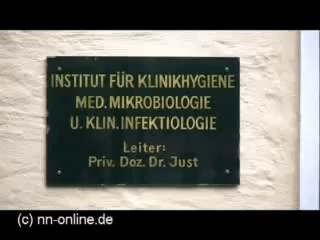 INSTITUT FÜR KLINIKHYGIENE
MED. MIKROBIOLOGIE
U. KLIN. INFEKTIOLOGIE
Leiter:
Priv. Doz. Dr. Just
(c) nn-online.de